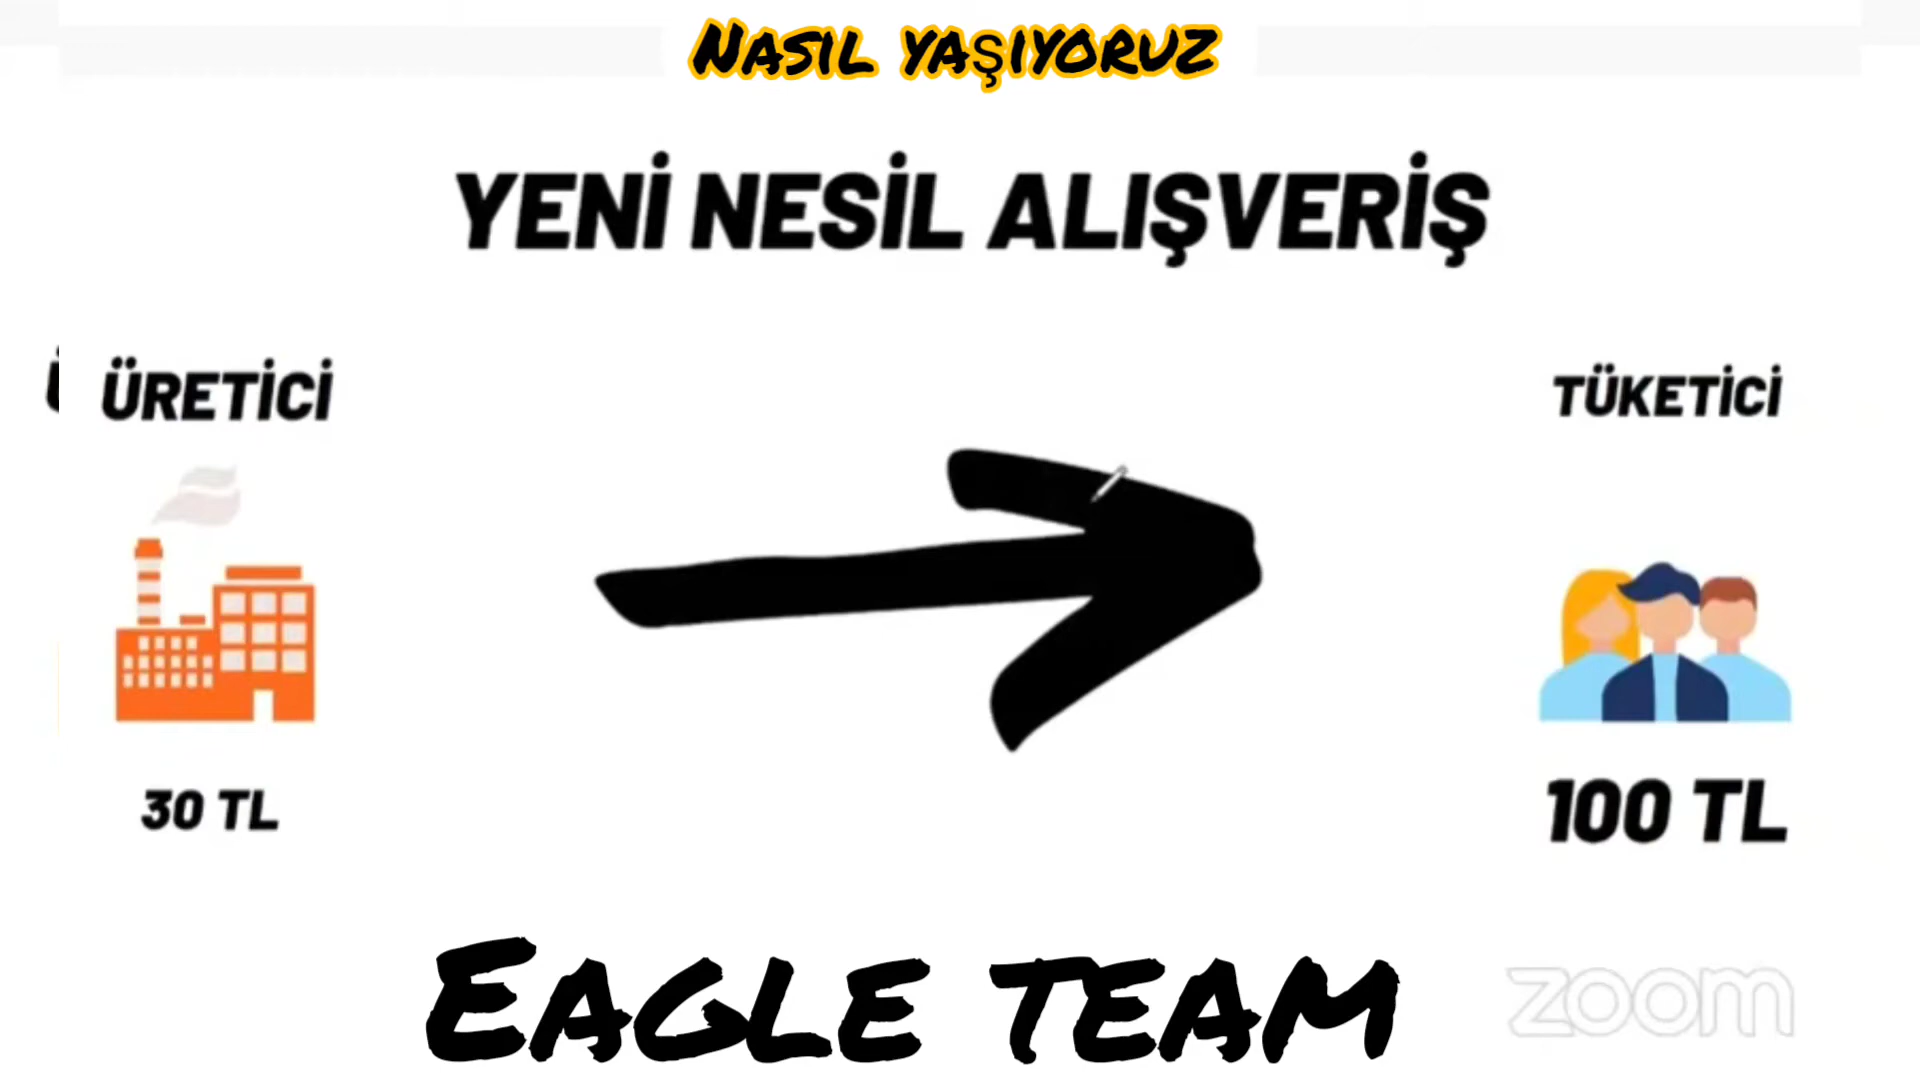 Nasıl yaşıyoruz
YENİ NESİL ALIŞVERİŞ
ÜRETİCİ
TÜKETİCİ
30 TL
100 TL
Eagle team
zoom